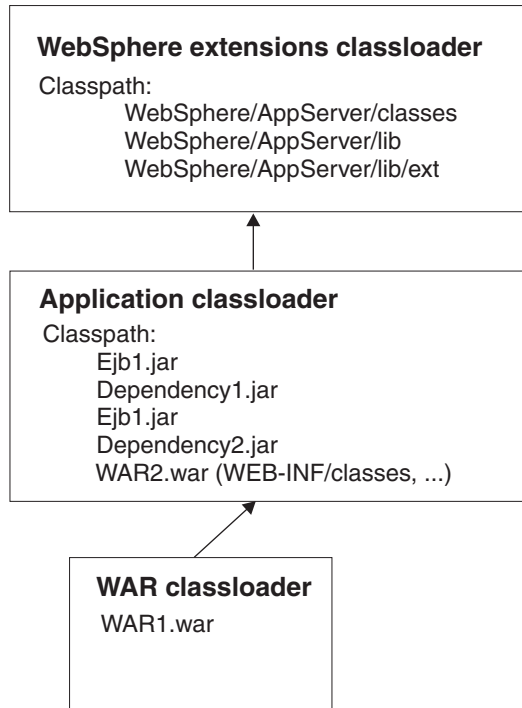 WebSphere extensions classloader
Classpath:
WebSphere/AppServer/classes
WebSphere/AppServer/lib
WebSphere/AppServer/lib/ext
Application classloader
Classpath:
Ejb1.jar
Dependency1.jar
Ejb1.jar
Dependency2.jar
WAR2.war (WEB-INF/classes, ...)
WAR classloader
WAR1.war